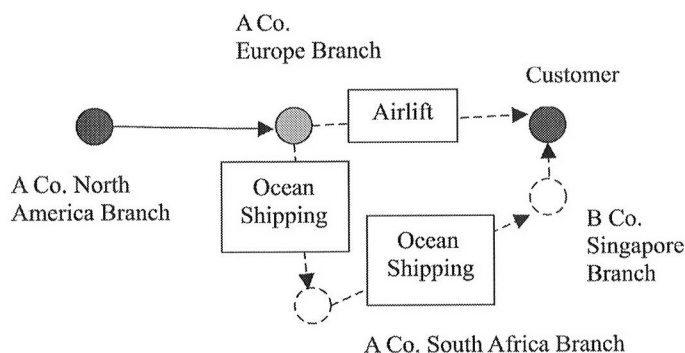 A Co.
Europe Branch
Customer
Airlift
A Co. North
America Branch
Ocean
Shipping
Ocean
Shipping
B Co.
Singapore
Branch
A Co. South Africa Branch